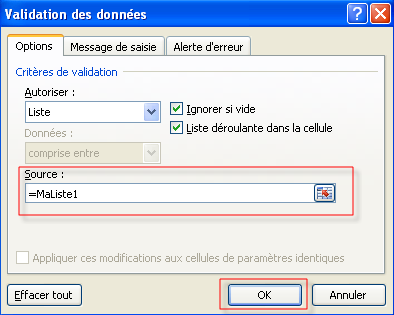 Validation des données
Options Message de saisie Alerte d'erreur
Critères de validation
Autoriser :
Liste
Ignorer si vide
Données :
Liste déroulante dans la cellule
comprise entre
Source :
=MaListe1
Appliquer ces modifications aux cellules de paramètres identiques
Effacer tout OK Annuler